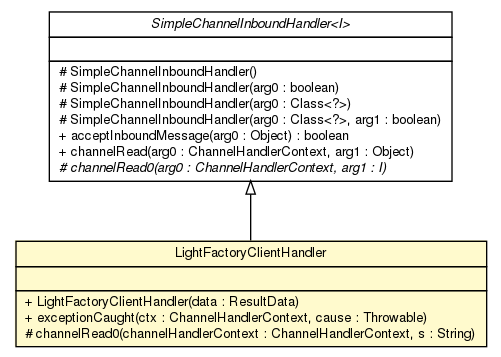 SimpleChannelInboundHandler<I>
# SimpleChannelInboundHandler()
# SimpleChannelInboundHandler(arg0 : boolean)
# SimpleChannelInboundHandler(arg0 : Class<?>)
# SimpleChannelInboundHandler(arg0 : Class<?>, arg1 : boolean)
+ acceptInboundMessage(arg0 : Object) : boolean
+ channelRead(arg0 : ChannelHandlerContext, arg1 : Object)
# channelRead0(arg0 : ChannelHandlerContext, arg1 : I)
LightFactoryClientHandler
+ LightFactoryClientHandler(data : ResultData)
+ exceptionCaught(ctx : ChannelHandlerContext, cause : Throwable)
# channelRead0(channelHandlerContext : ChannelHandlerContext, s : String)